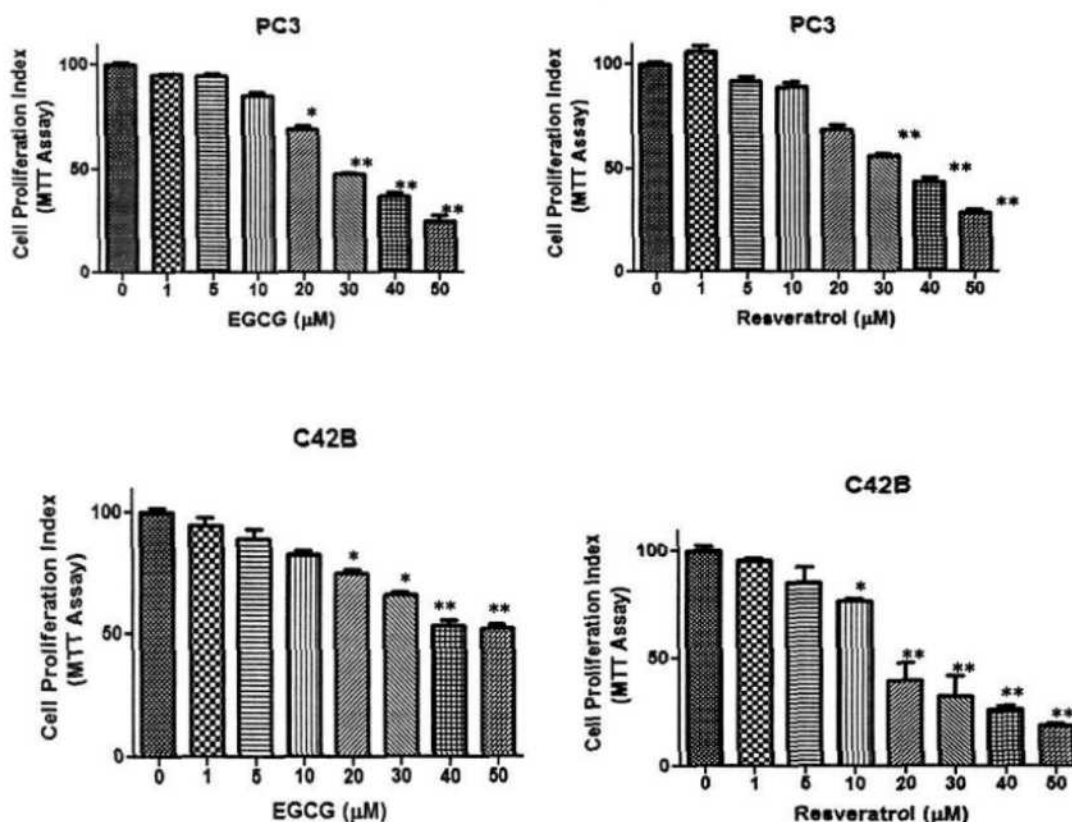 PC3
Cell Proliferation Index
(MTT Assay)
100
50
0
*
**
**
**
0 1 5 10 20 30 40 50
EGCG (μM)
PC3
Cell Proliferation Index
(MTT Assay)
100
50
0
**
**
**
0 1 5 10 20 30 40 50
Resveratrol (μM)
C42B
Cell Proliferation Index
(MTT Assay)
100
50
0
*
*
**
**
0 1 5 10 20 30 40 50
EGCG (μM)
C42B
Cell Proliferation Index
(MTT Assay)
100
50
0
*
**
**
**
**
0 1 5 10 20 30 40 50
Resveratrol (μM)